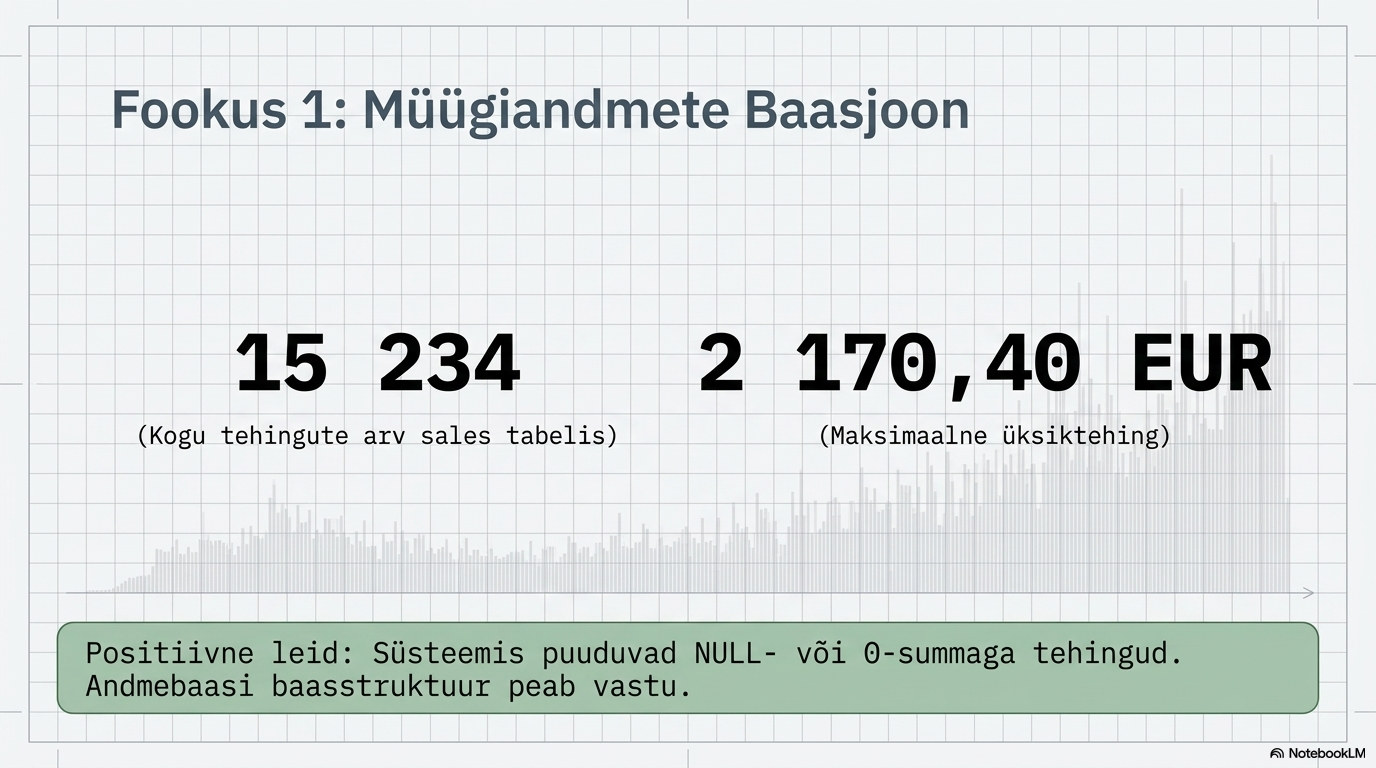 Fookus 1: Müügiandmete Baasjoon
15 234
(Kogu tehingute arv sales tabelis)
2 170,40 EUR
(Maksimaalne üksiktehing)
Positiivne leid: Süsteemis puuduvad NULL- või 0-summaga tehingud.
Andmebaasi baasstruktuur peab vastu.
NotebookLM